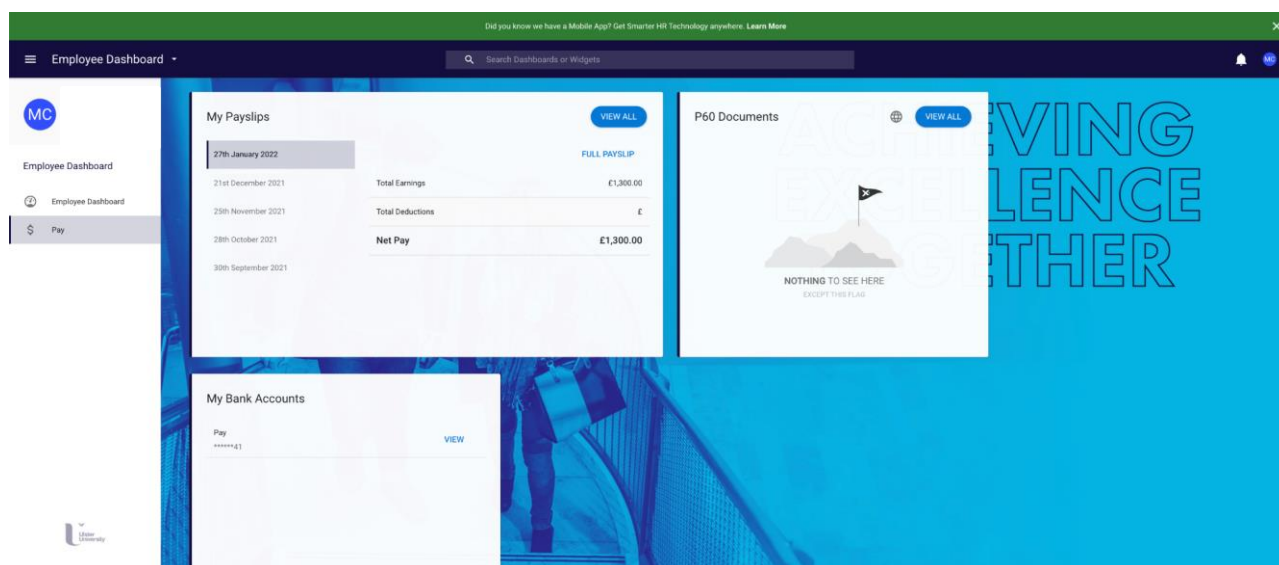 Did you know we have a Mobile App? Get Smarter HR Technology anywhere. Learn More
Employee Dashboard
Search Dashboards or Widgets
MC
MC
Employee Dashboard
Employee Dashboard
Pay
Ulster
University
My Payslips
VIEW ALL
27th January 2022
FULL PAYSLIP
21st December 2021
Total Earnings
£1,300.00
25th November 2021
Total Deductions
£
28th October 2021
Net Pay
£1,300.00
30th September 2021
P60 Documents
VIEW ALL
NOTHING TO SEE HERE
EXCEPT THIS FLAG
ACHIEVING
EXCELLENCE
TOGETHER
My Bank Accounts
Pay
******41
VIEW